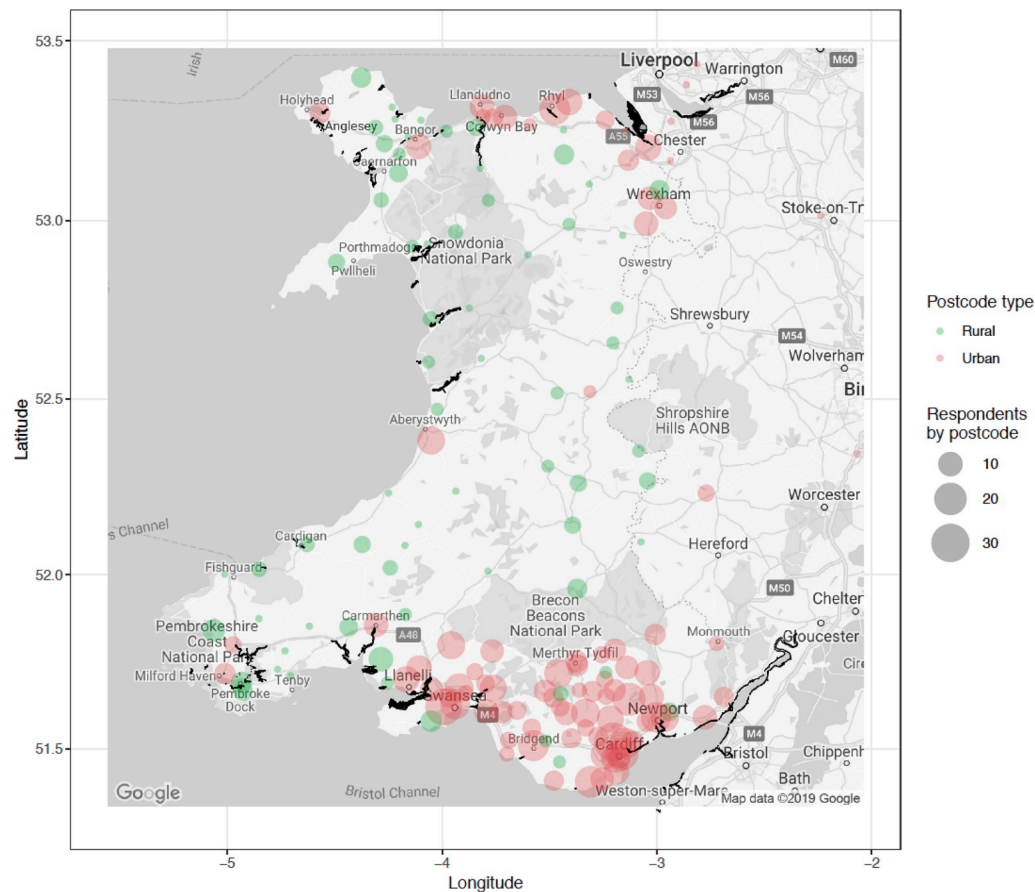 53.5
53.0
52.5
52.0
51.5
Latitude
-5
-4
-3
-2
Longitude
Irish
Liverpool
Warrington
M60
M53
M56
M56
Holyhead
Llandudno
Rhyl
Anglesey
Bangor
Colwyn Bay
A55
Chester
Caernarfon
Wrexham
Stoke-on-Tr
Porthmadog
Snowdonia
National Park
Pwllheli
Oswestry
Shrewsbury
M54
Wolverham
Bir
Aberystwyth
Shropshire
Hills AONB
Worcester
s Channel
Cardigan
Hereford
Fishguard
M50
Chelten
Brecon
Beacons
National Park
Gloucester
Carmarthen
A48
Monmouth
Pembrokeshire
Coast
National Park
Merthyr Tydfil
Cire
Milford Haven
Llanelli
Tenby
Pembroke
Dock
Swansea
M4
Newport
Bridgend
Cardiff
M4
Bristol
Chippenh
Bath
Google
Bristol Channel
Weston-super-Mare
Map data ©2019 Google
Postcode type
Rural
Urban
Respondents
by postcode
10
20
30